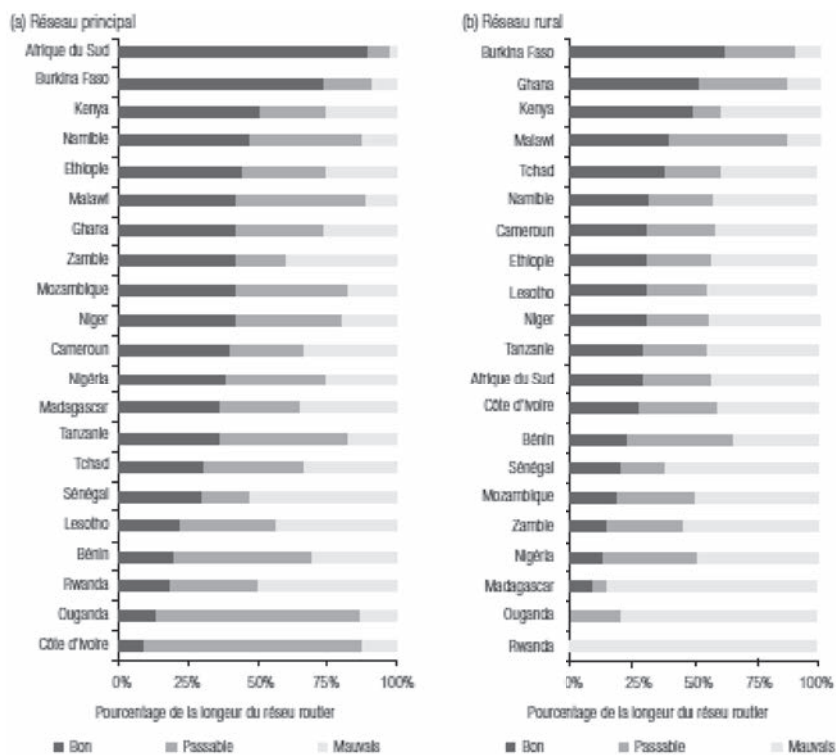 (a) Réseau principal
Afrique du Sud
Burkina Faso
Kenya
Namibie
Ethiopie
Malawi
Ghana
Zambie
Mozambique
Niger
Cameroun
Nigéria
Madagascar
Tanzanie
Tchad
Sénégal
Lesotho
Bénin
Rwanda
Ouganda
Côte d'Ivoire
0% 25% 50% 75% 100%
Pourcentage de la longeur du réseu routier
Bon Passable Mauvais
(b) Réseau rural
Burkina Faso
Ghana
Kenya
Malawi
Tchad
Namibie
Cameroun
Ethiopie
Lesotho
Niger
Tanzanie
Afrique du Sud
Côte d'Ivoire
Bénin
Sénégal
Mozambique
Zambie
Nigéria
Madagascar
Ouganda
Rwanda
0% 25% 50% 75% 100%
Pourcentage de la longeur du réseu routier
Bon Passable Mauvais